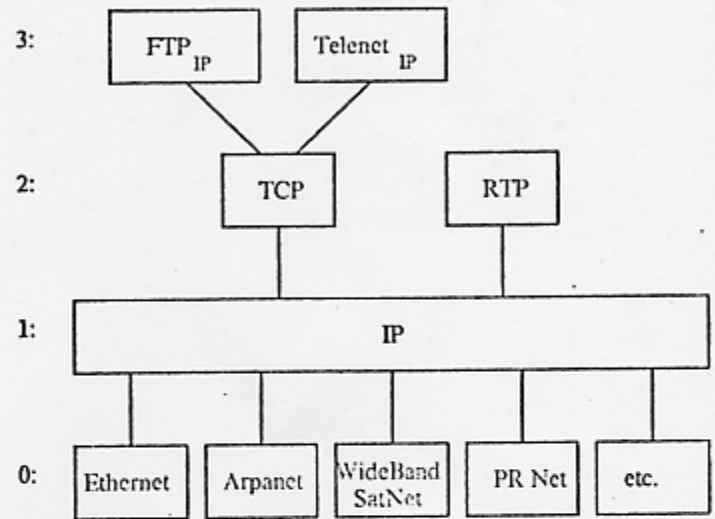 3:
FTP IP
Telenet IP
2:
TCP
RTP
1:
IP
0:
Ethernet
Arpanet
WideBand
SatNet
PR Net
etc.